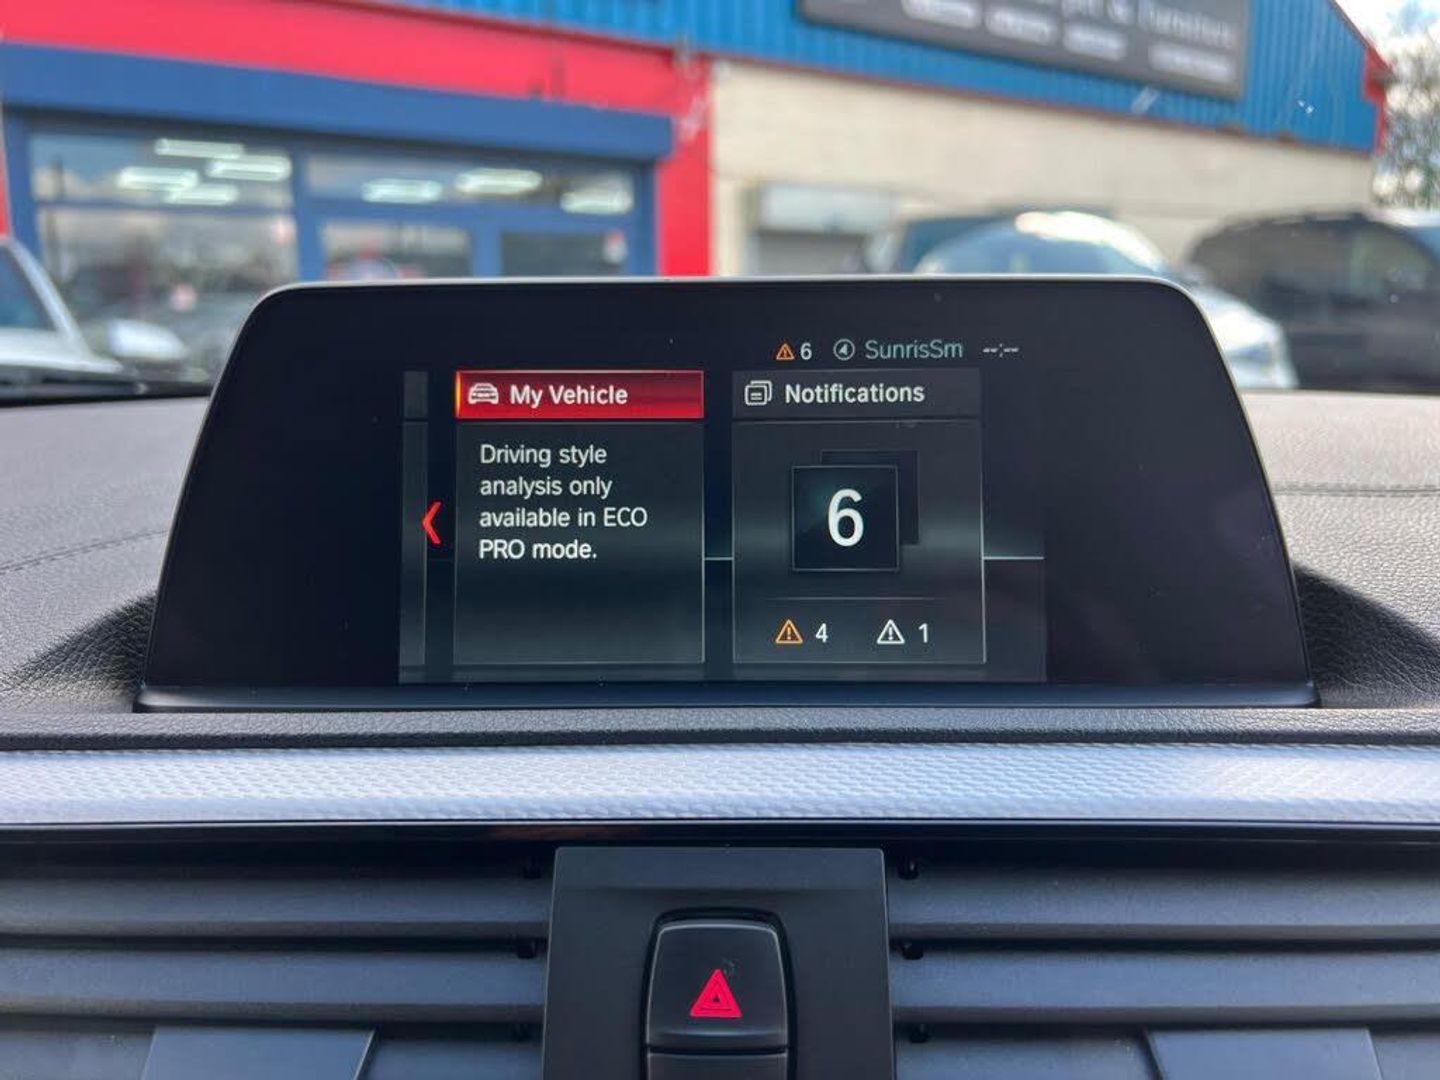 6 SunrisSm --:--
My Vehicle
Notifications
Driving style
analysis only
available in ECO
PRO mode.
6
4 1